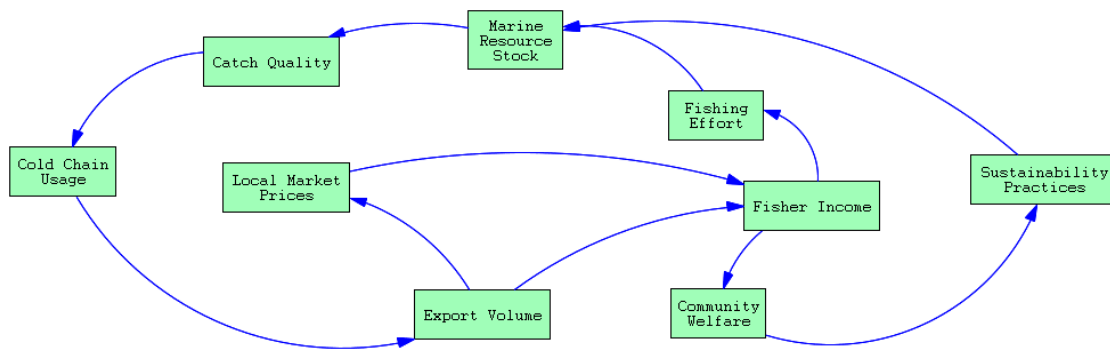 Marine
Resource
Stock
Catch Quality
Fishing
Effort
Cold Chain
Usage
Local Market
Prices
Sustainability
Practices
Fisher Income
Export Volume
Community
Welfare